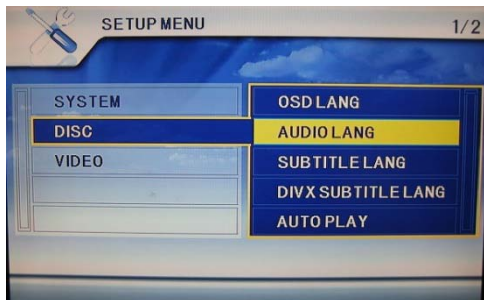 SETUP MENU
1/2
SYSTEM
DISC
VIDEO
OSD LANG
AUDIO LANG
SUBTITLE LANG
DIVX SUBTITLE LANG
AUTO PLAY